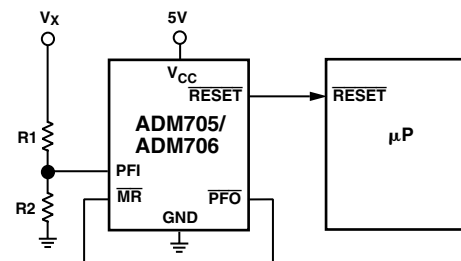 VX
5V
VCC
RESET
RESET
ADM705/
ADM706
μP
R1
PFI
MR
PFO
R2
GND